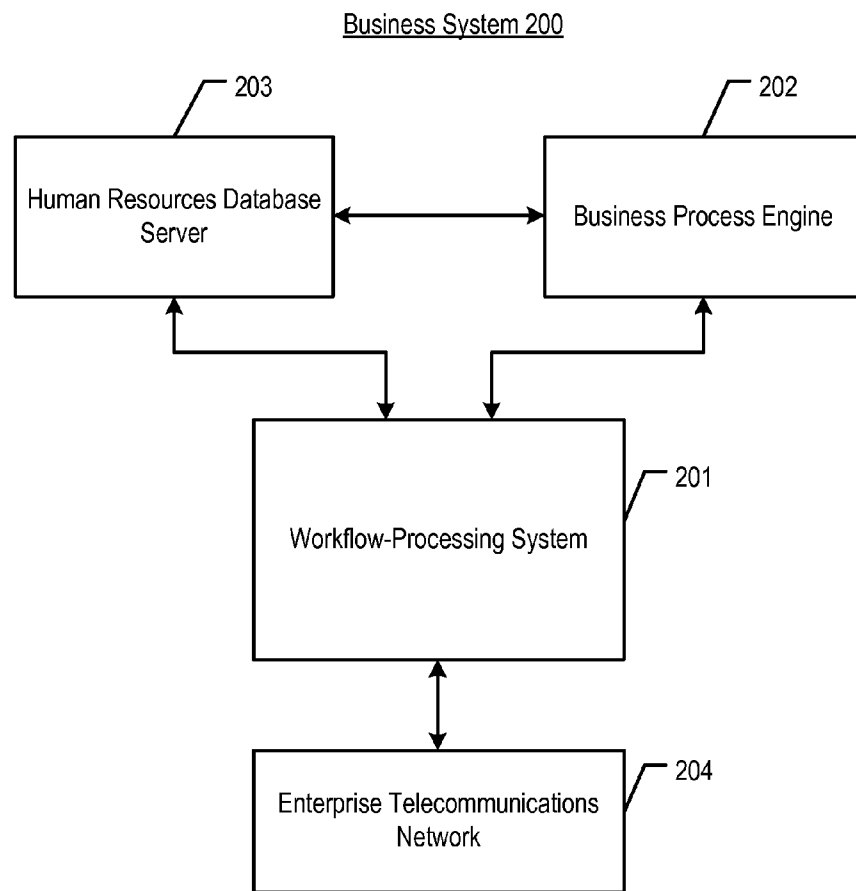 Business System 200
203
202
Human Resources Database
Server
Business Process Engine
201
Workflow-Processing System
204
Enterprise Telecommunications
Network